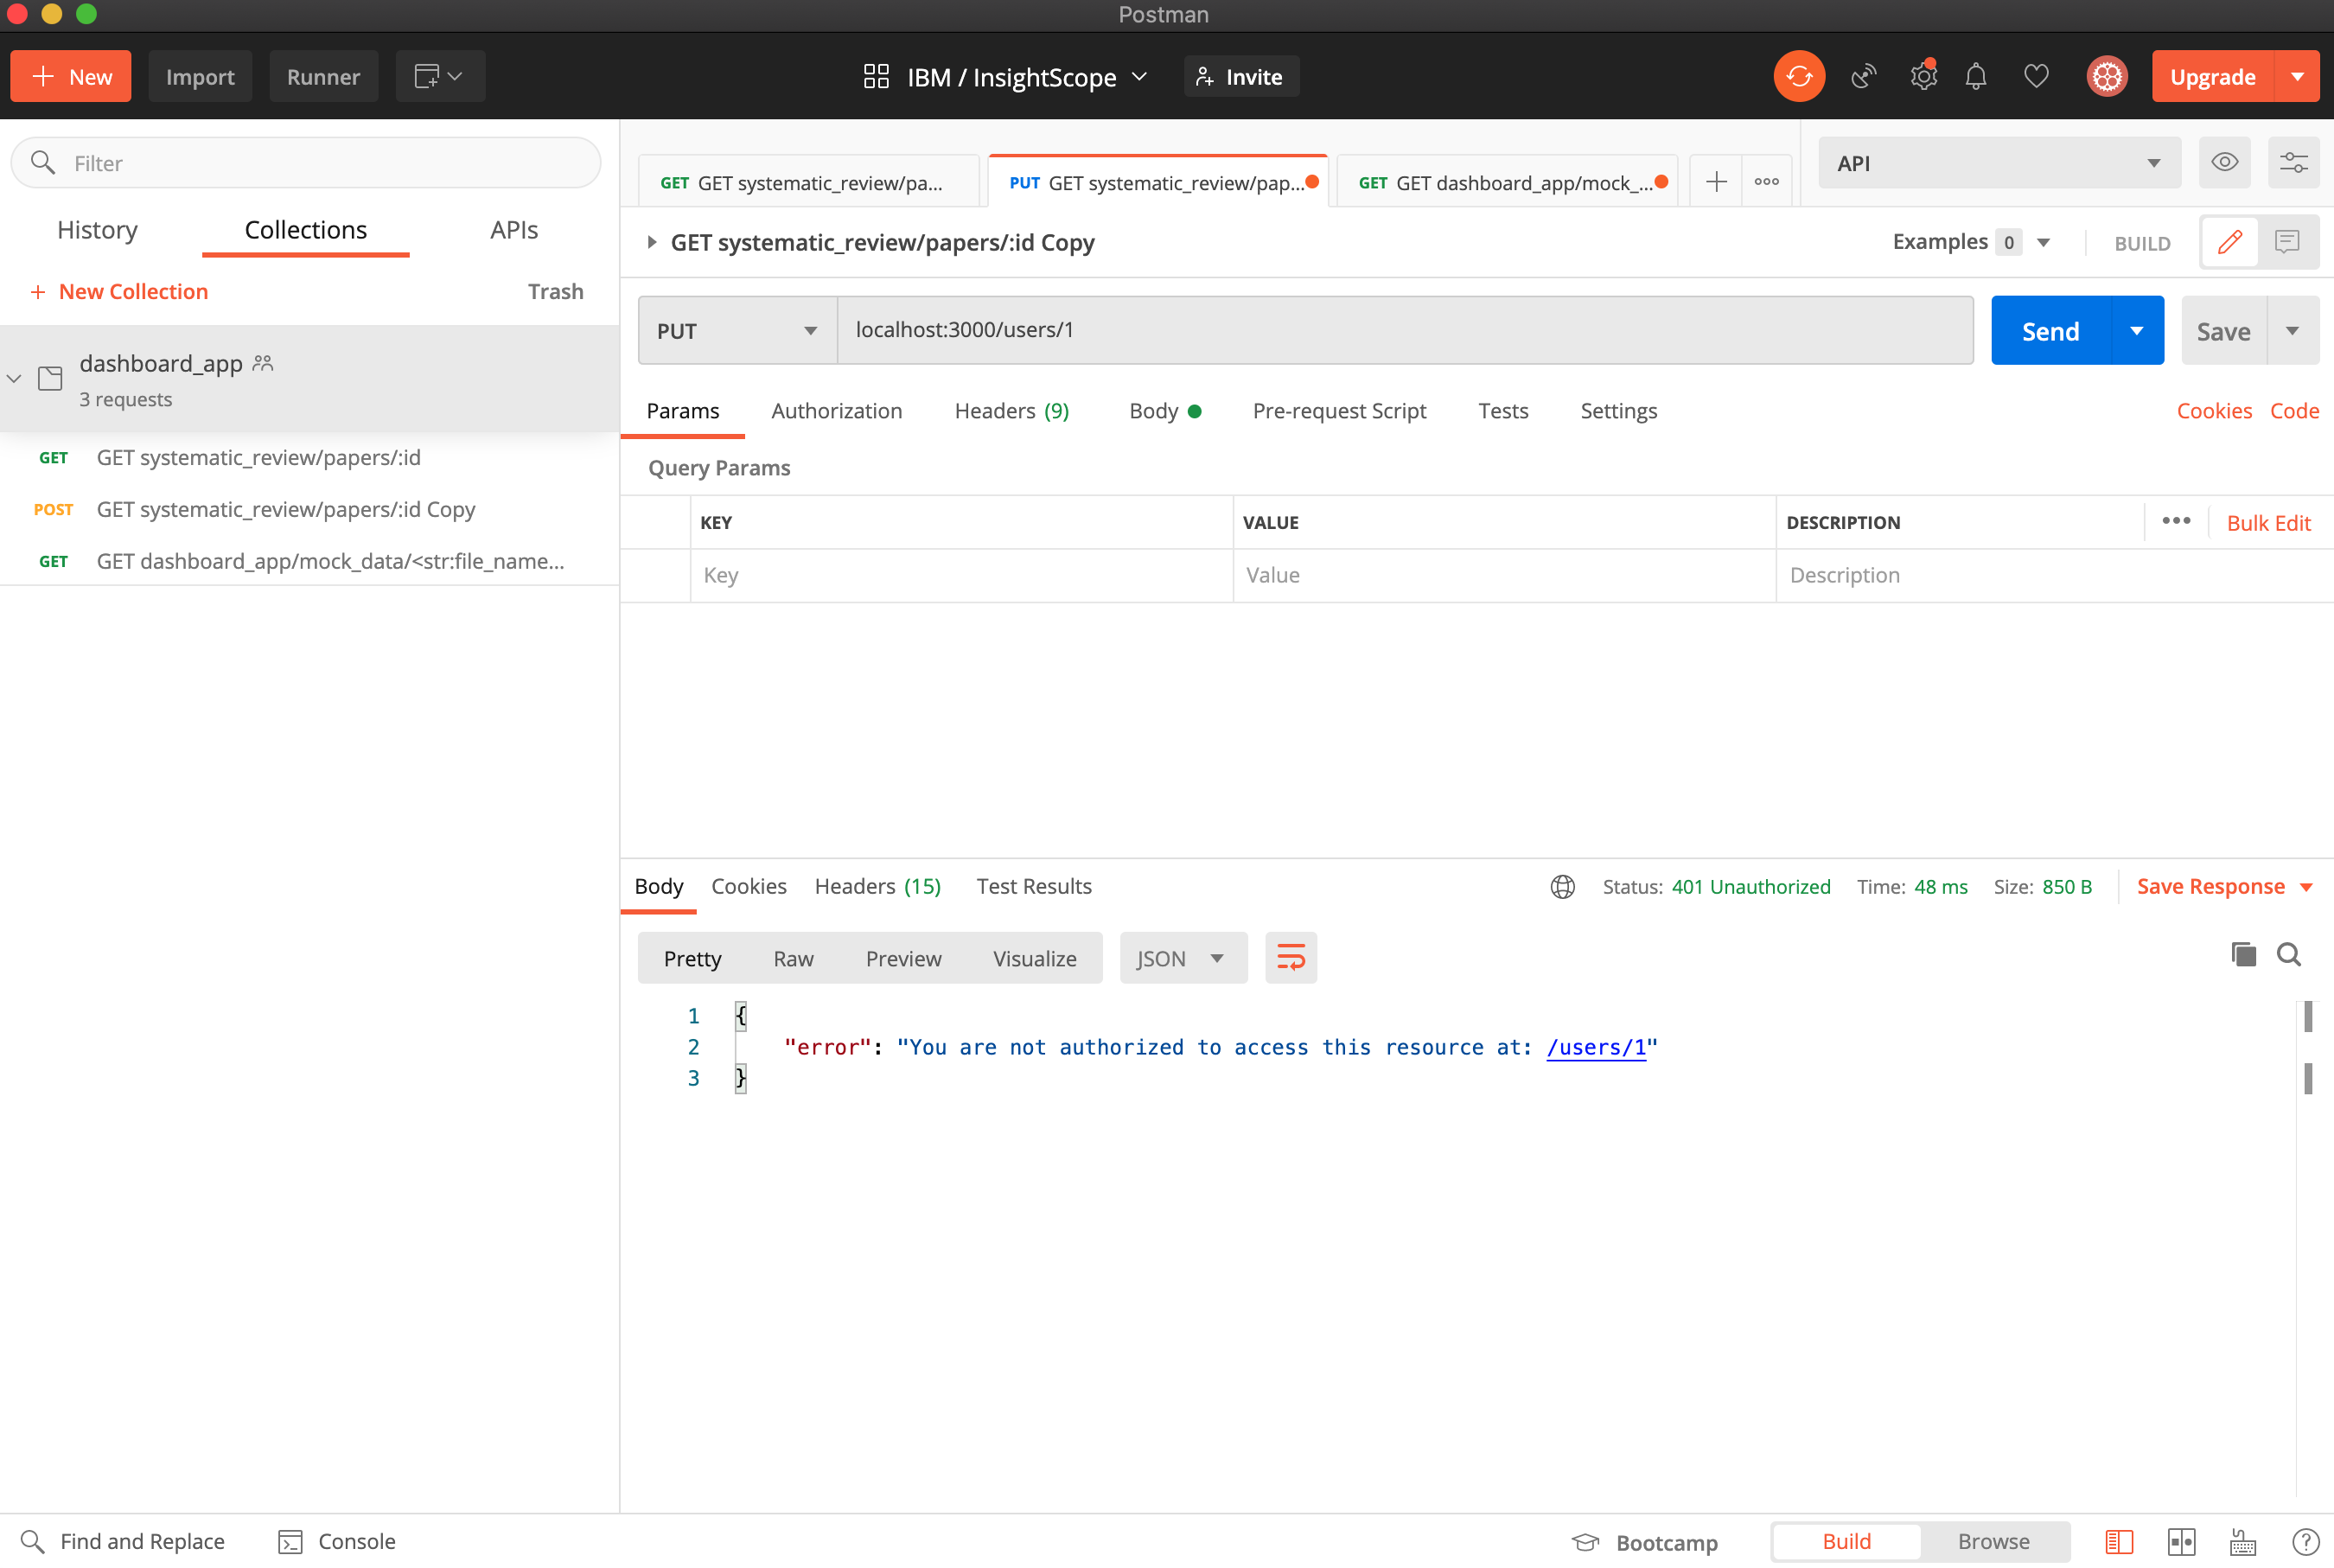 Postman
New
Import
Runner
IBM / InsightScope
Invite
Upgrade
Filter
History
Collections
APIs
+ New Collection
Trash
dashboard_app
3 requests
GET GET systematic_review/papers/:id
POST GET systematic_review/papers/:id Copy
GET GET dashboard_app/mock_data/<str:file_name...
GET GET systematic_review/pa...
PUT GET systematic_review/pap...
GET GET dashboard_app/mock_...
API
GET systematic_review/papers/:id Copy
Examples 0
BUILD
PUT
localhost:3000/users/1
Send
Save
Params
Authorization
Headers (9)
Body
Pre-request Script
Tests
Settings
Cookies
Code
Query Params
KEY
VALUE
DESCRIPTION
Bulk Edit
Key
Value
Description
Body
Cookies
Headers (15)
Test Results
Status: 401 Unauthorized
Time: 48 ms
Size: 850 B
Save Response
Pretty
Raw
Preview
Visualize
JSON
1 {
2 "error": "You are not authorized to access this resource at: /users/1"
3 }
Find and Replace
Console
Bootcamp
Build
Browse